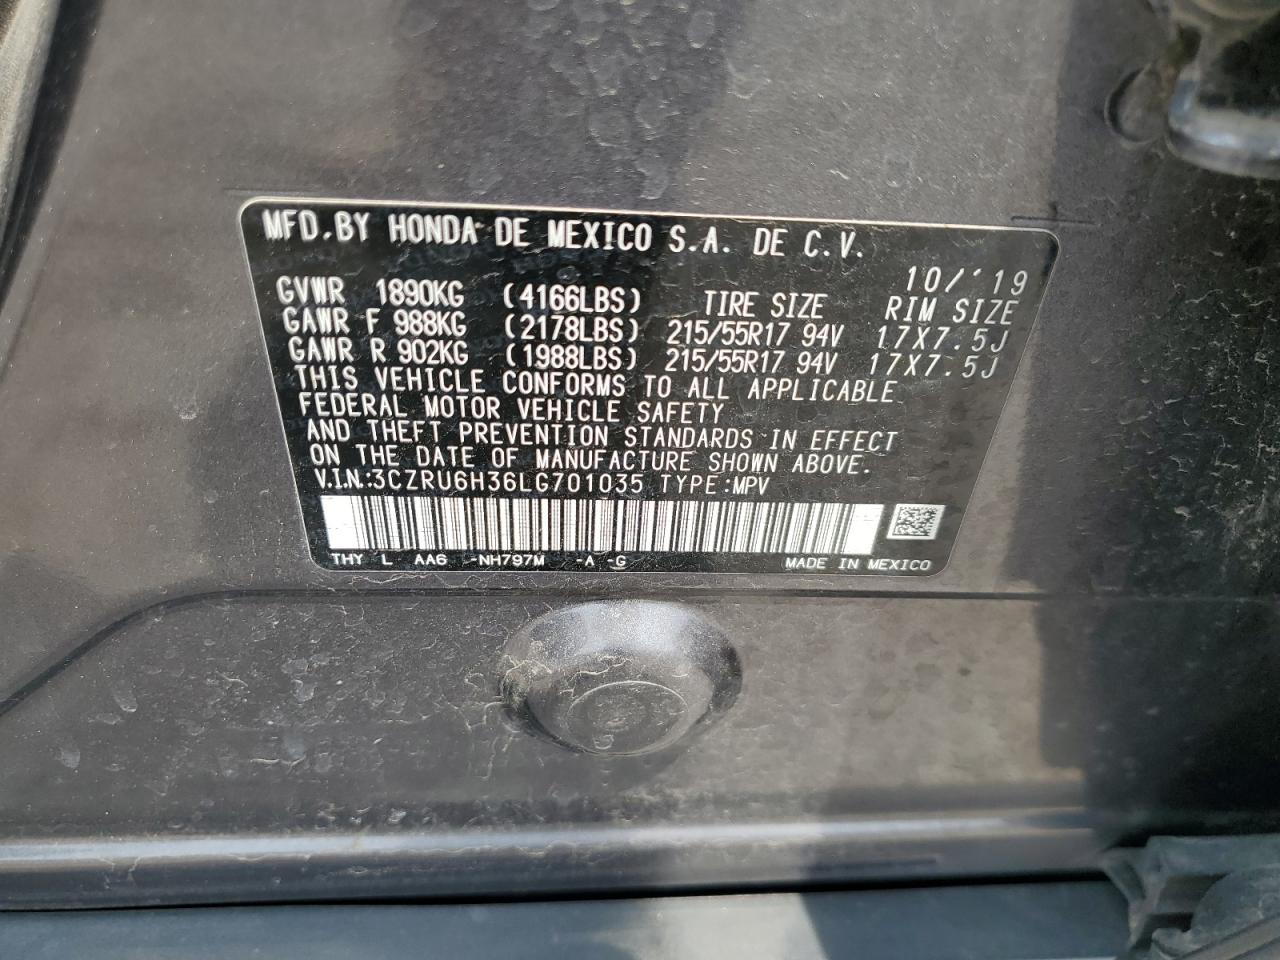 MFD.BY HONDA DE MEXICO S.A. DE C.V.
10/'19
GVWR 1890KG (4166LBS) TIRE SIZE RIM SIZE
GAWR F 988KG (2178LBS) 215/55R17 94V 17X7.5J
GAWR R 902KG (1988LBS) 215/55R17 94V 17X7.5J
THIS VEHICLE CONFORMS TO ALL APPLICABLE
FEDERAL MOTOR VEHICLE SAFETY
AND THEFT PREVENTION STANDARDS IN EFFECT
ON THE DATE OF MANUFACTURE SHOWN ABOVE.
V.I.N.:3CZRU6H36LG701035 TYPE:MPV
THY L AA6 -NH797M -A -G MADE IN MEXICO